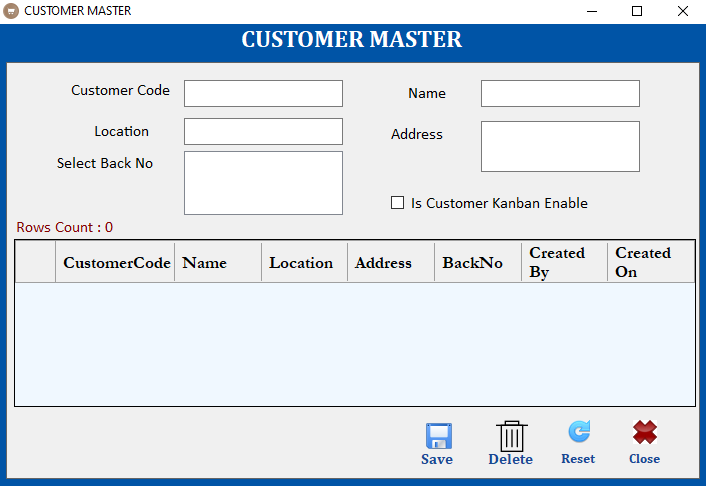 CUSTOMER MASTER
CUSTOMER MASTER
Customer Code
Name
Location
Address
Select Back No
Is Customer Kanban Enable
Rows Count : 0
CustomerCode Name Location Address BackNo Created By Created On
Save Delete Reset Close